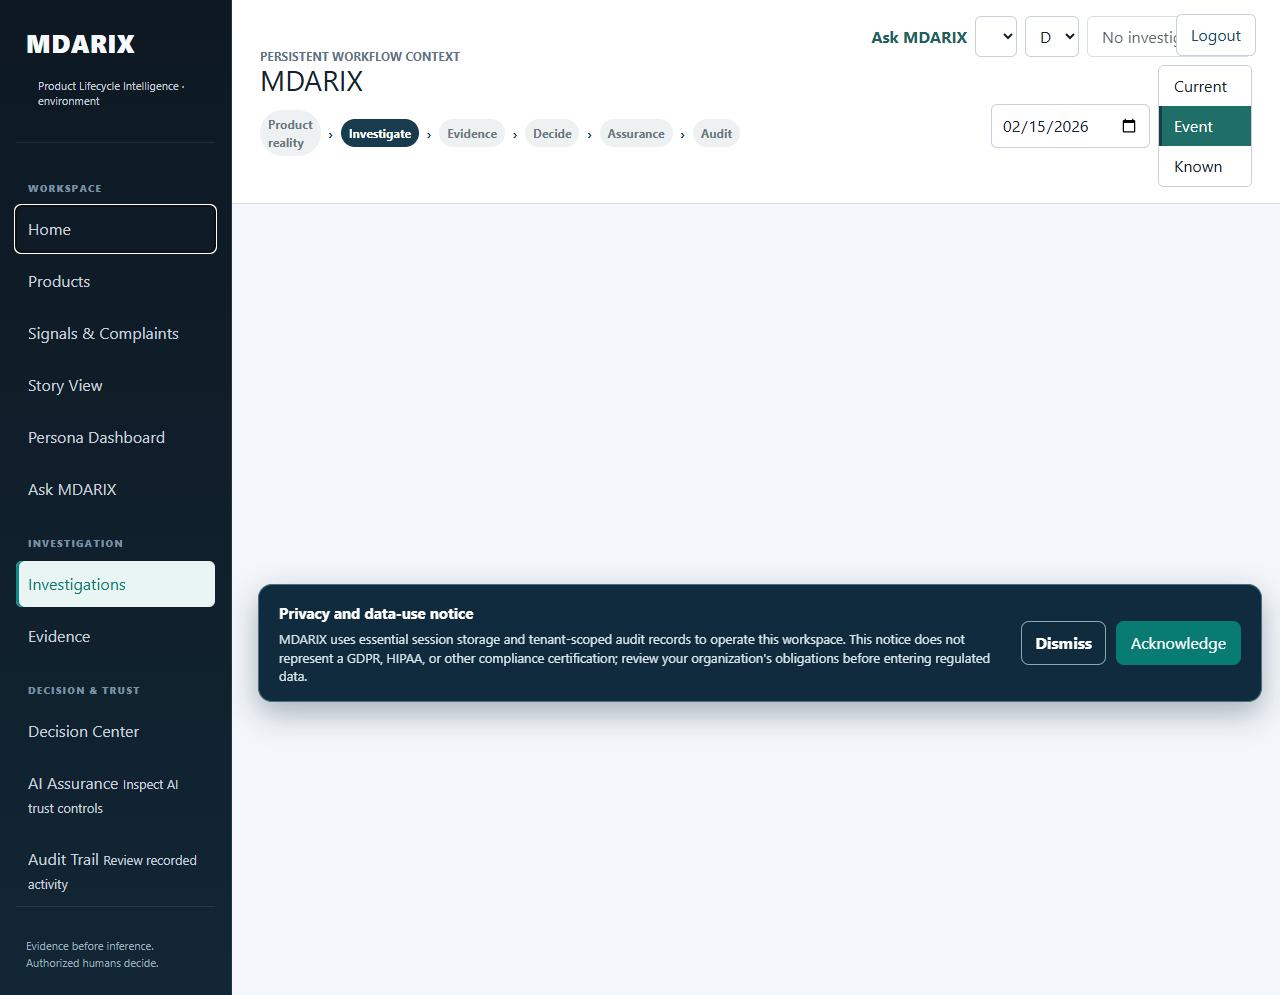 MDARIX
Product Lifecycle Intelligence ·
environment
WORKSPACE
Home
Products
Signals & Complaints
Story View
Persona Dashboard
Ask MDARIX
INVESTIGATION
Investigations
Evidence
DECISION & TRUST
Decision Center
AI Assurance Inspect AI
trust controls
Audit Trail Review recorded
activity
Evidence before inference.
Authorized humans decide.
PERSISTENT WORKFLOW CONTEXT
MDARIX
Product
reality
› Investigate › Evidence › Decide › Assurance › Audit
Ask MDARIX
D
No investig
Logout
02/15/2026
Current
Event
Known
Privacy and data-use notice
MDARIX uses essential session storage and tenant-scoped audit records to operate this workspace. This notice does not
represent a GDPR, HIPAA, or other compliance certification; review your organization's obligations before entering regulated
data.
Dismiss
Acknowledge